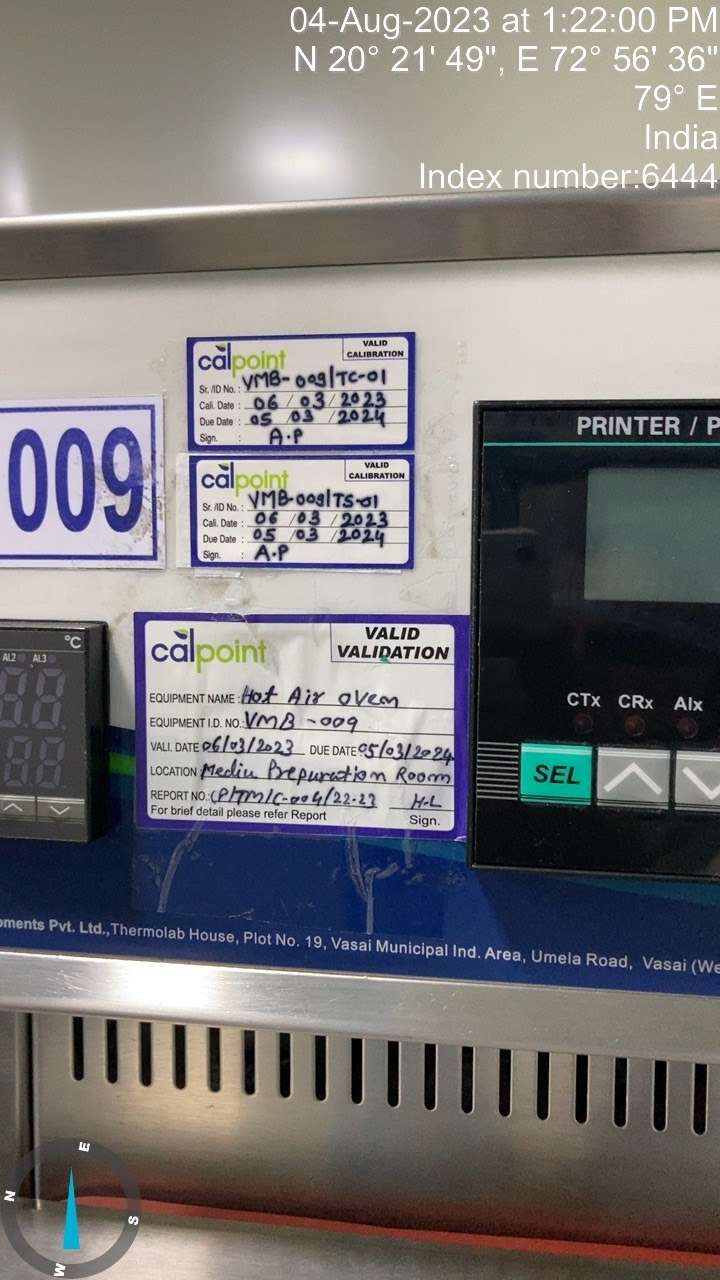 04-Aug-2023 at 1:22:00 PM
N 20° 21' 49", E 72° 56' 36"
79° E
India
Index number:6444
calpoint
VALID
CALIBRATION
Sr. /ID No. : VMB-009/TC-01
Cali. Date : 06 / 03 / 2023
Due Date : 05 / 03 / 2024
Sign. : A.P
009
calpoint
VALID
CALIBRATION
Sr. /ID No. : VMB-009/TS-01
Cali. Date : 06 / 03 / 2023
Due Date : 05 / 03 / 2024
Sign. : A.P
PRINTER / P
°C
AL2 AL3
calpoint
VALID
VALIDATION
EQUIPMENT NAME: Hot Air oven
EQUIPMENT I.D. NO.: VMB-009
VALI. DATE 06/03/2023 DUE DATE 05/03/2024
LOCATION Media Preparation Room
REPORT NO.: CP/TM/C-004/22-23 H-L
For brief detail please refer Report Sign.
CTx CRx Alx
SEL
pments Pvt. Ltd.,Thermolab House, Plot No. 19, Vasai Municipal Ind. Area, Umela Road, Vasai (We
E
N
S
W